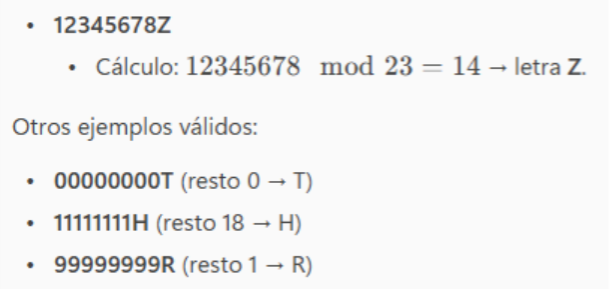 • 12345678Z
• Cálculo: 12345678 mod 23 = 14 → letra Z.
Otros ejemplos válidos:
• 00000000T (resto 0 → T)
• 11111111H (resto 18 → H)
• 99999999R (resto 1 → R)